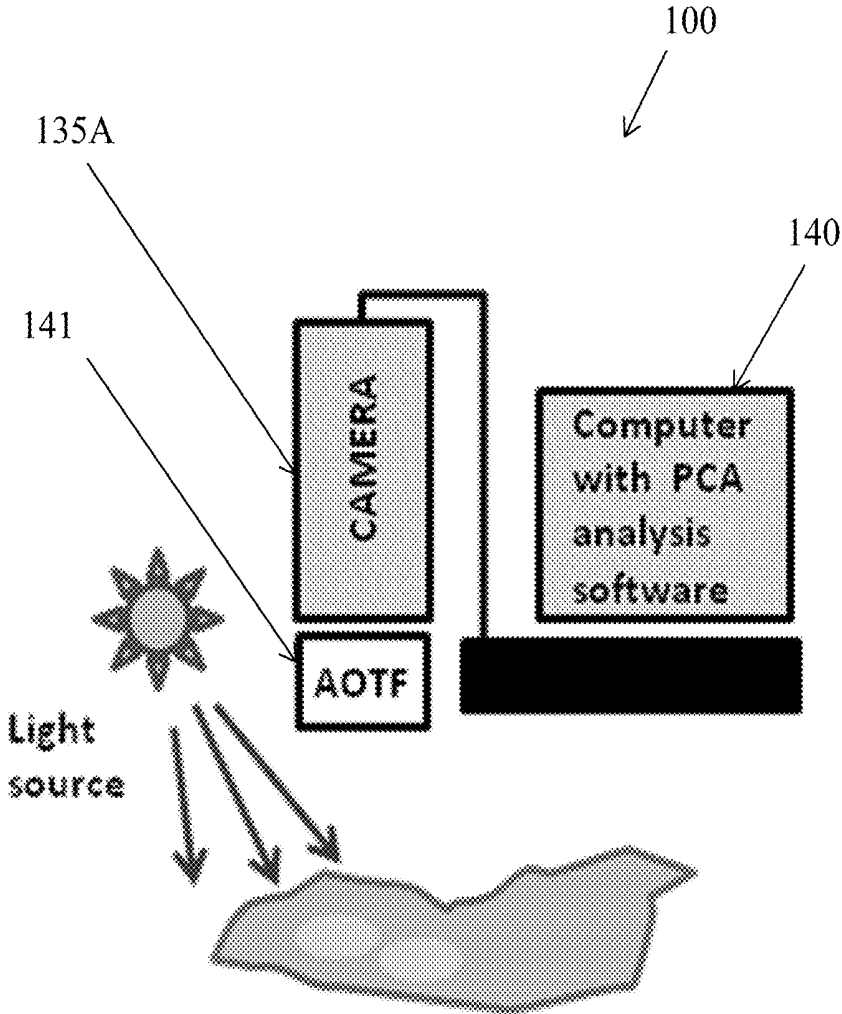 100
135A
140
141
CAMERA
Computer
with PCA
analysis
software
AOTF
Light
source